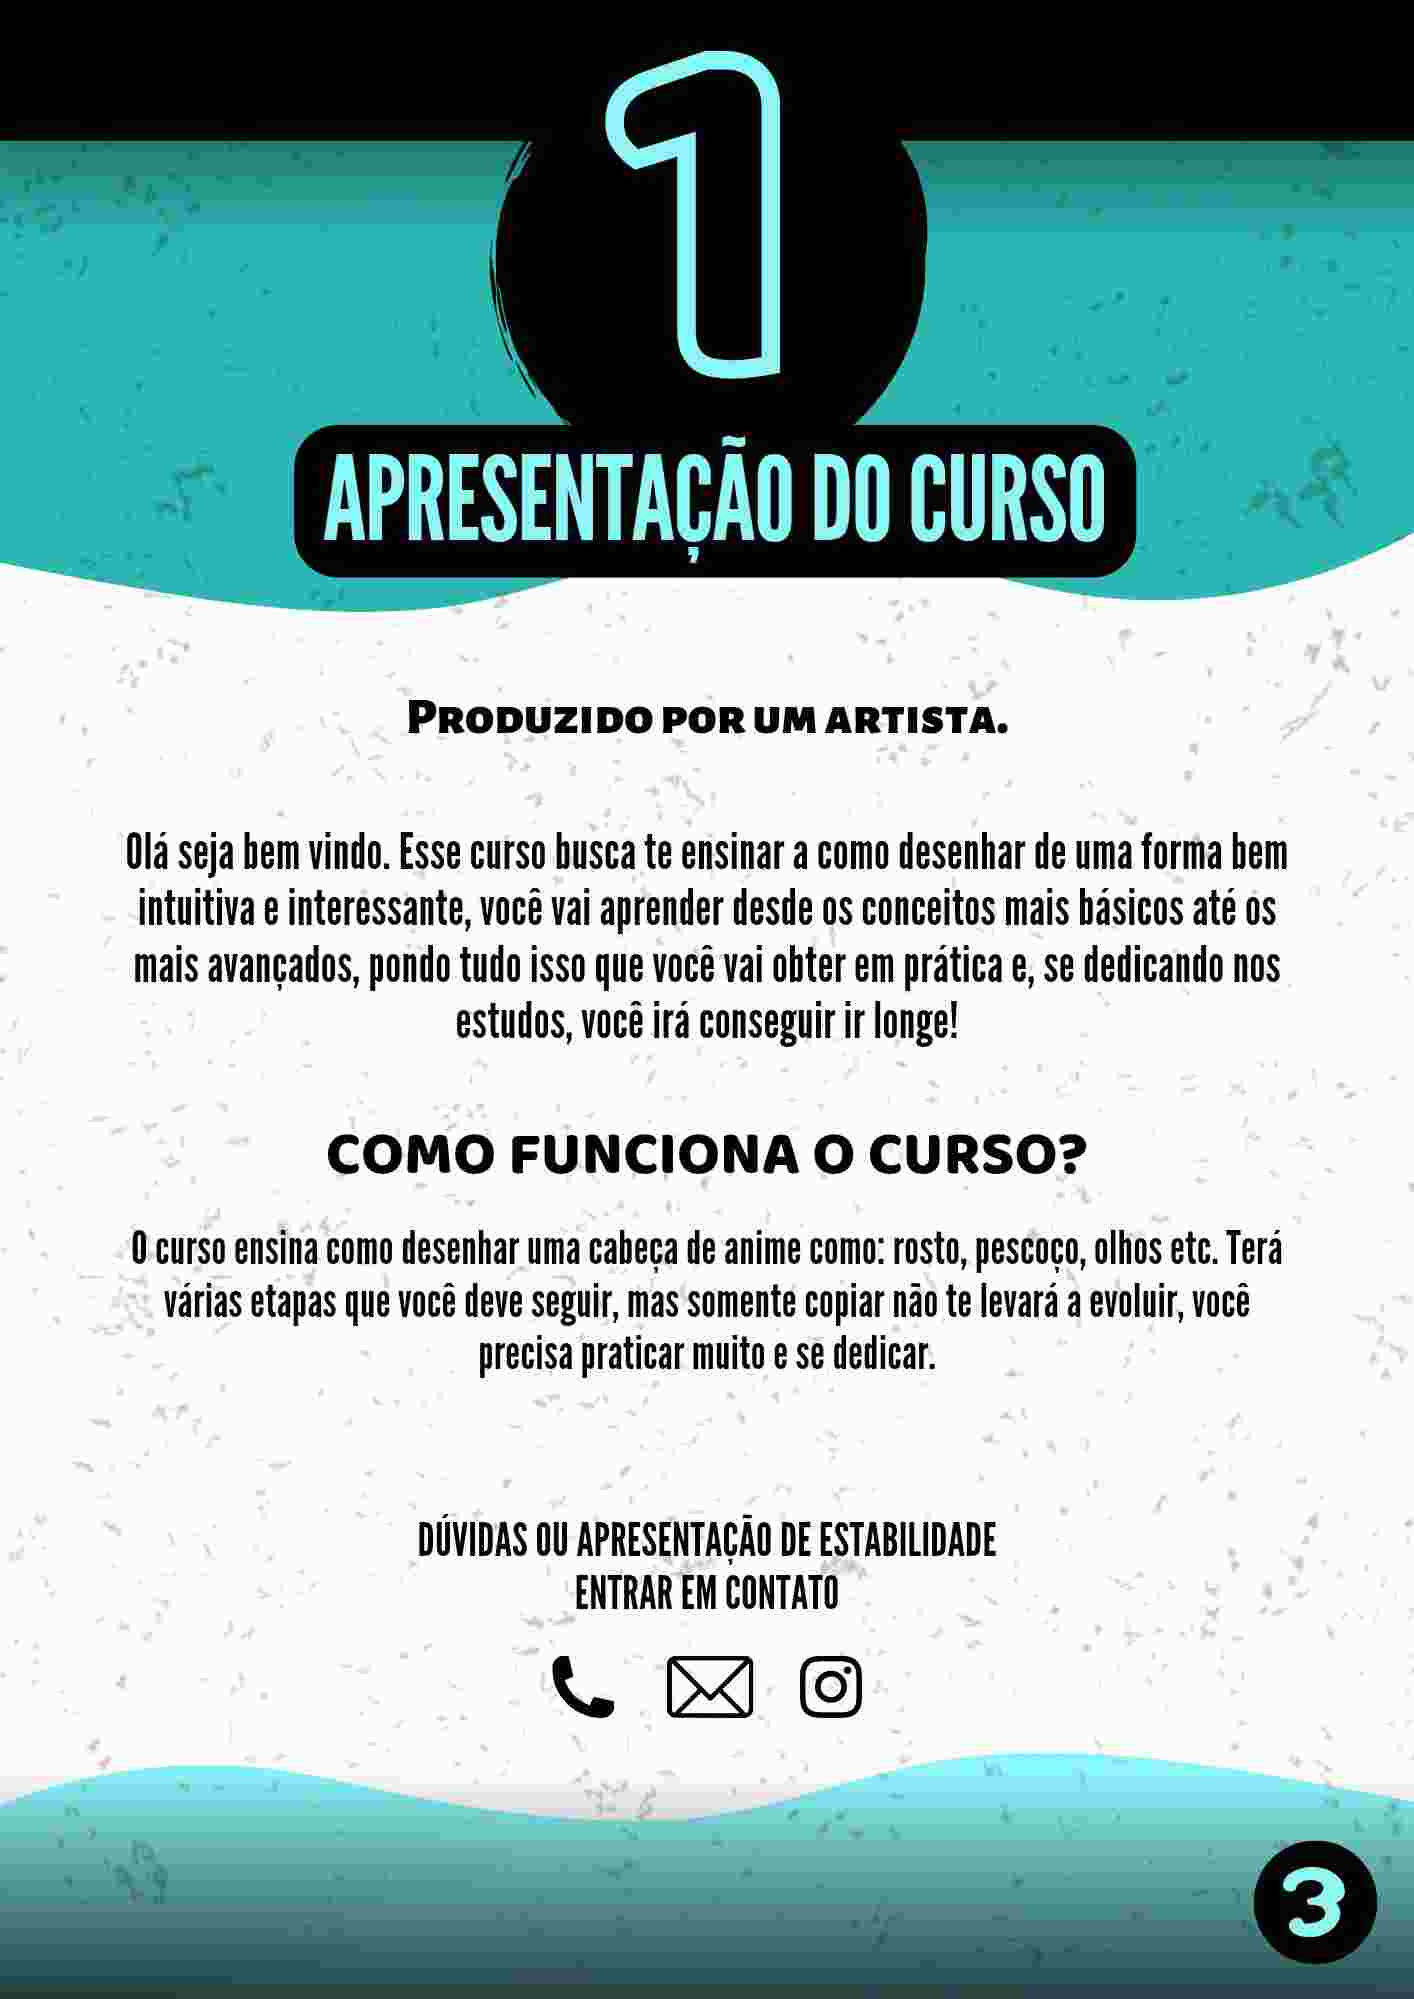 1
APRESENTAÇÃO DO CURSO
PRODUZIDO POR UM ARTISTA.
Olá seja bem vindo. Esse curso busca te ensinar a como desenhar de uma forma bem
intuitiva e interessante, você vai aprender desde os conceitos mais básicos até os
mais avançados, pondo tudo isso que você vai obter em prática e, se dedicando nos
estudos, você irá conseguir ir longe!
COMO FUNCIONA O CURSO?
O curso ensina como desenhar uma cabeça de anime como: rosto, pescoço, olhos etc. Terá
várias etapas que você deve seguir, mas somente copiar não te levará a evoluir, você
precisa praticar muito e se dedicar.
DÚVIDAS OU APRESENTAÇÃO DE ESTABILIDADE
ENTRAR EM CONTATO
3